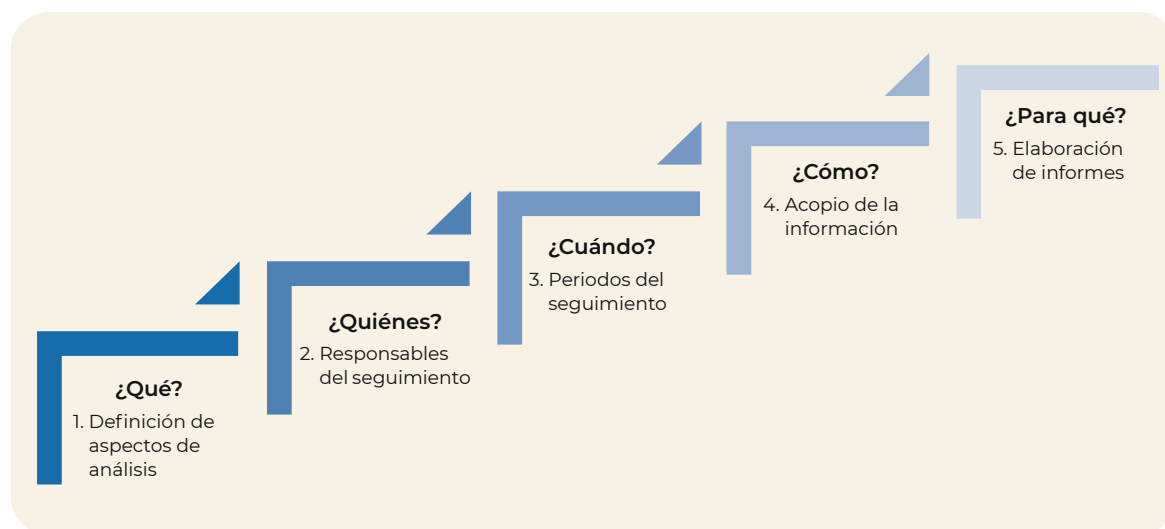 ¿Qué?
1. Definición de
aspectos de
análisis
¿Quiénes?
2. Responsables
del seguimiento
¿Cuándo?
3. Periodos del
seguimiento
¿Cómo?
4. Acopio de la
información
¿Para qué?
5. Elaboración
de informes